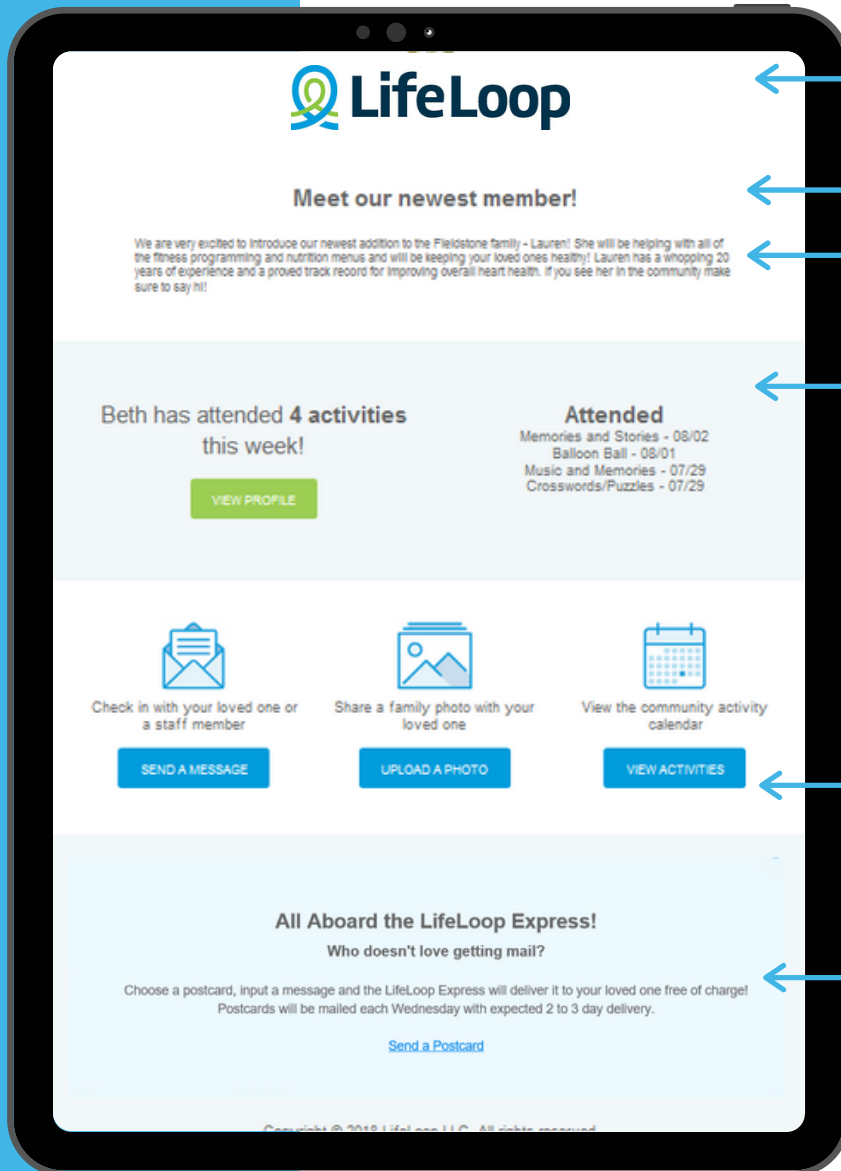 LifeLoop
Meet our newest member!
We are very excited to introduce our newest addition to the Fieldstone family - Lauren! She will be helping with all of
the fitness programming and nutrition menus and will be keeping your loved ones healthy! Lauren has a whopping 20
years of experience and a proved track record for improving overall heart health. If you see her in the community make
sure to say hi!
Beth has attended 4 activities
this week!
VIEW PROFILE
Attended
Memories and Stories - 08/02
Balloon Ball - 08/01
Music and Memories - 07/29
Crosswords/Puzzles - 07/29
Check in with your loved one or
a staff member
SEND A MESSAGE
Share a family photo with your
loved one
UPLOAD A PHOTO
View the community activity
calendar
VIEW ACTIVITIES
All Aboard the LifeLoop Express!
Who doesn't love getting mail?
Choose a postcard, input a message and the LifeLoop Express will deliver it to your loved one free of charge!
Postcards will be mailed each Wednesday with expected 2 to 3 day delivery.
Send a Postcard
Copyright © 2018 LifeLoop LLC. All rights reserved